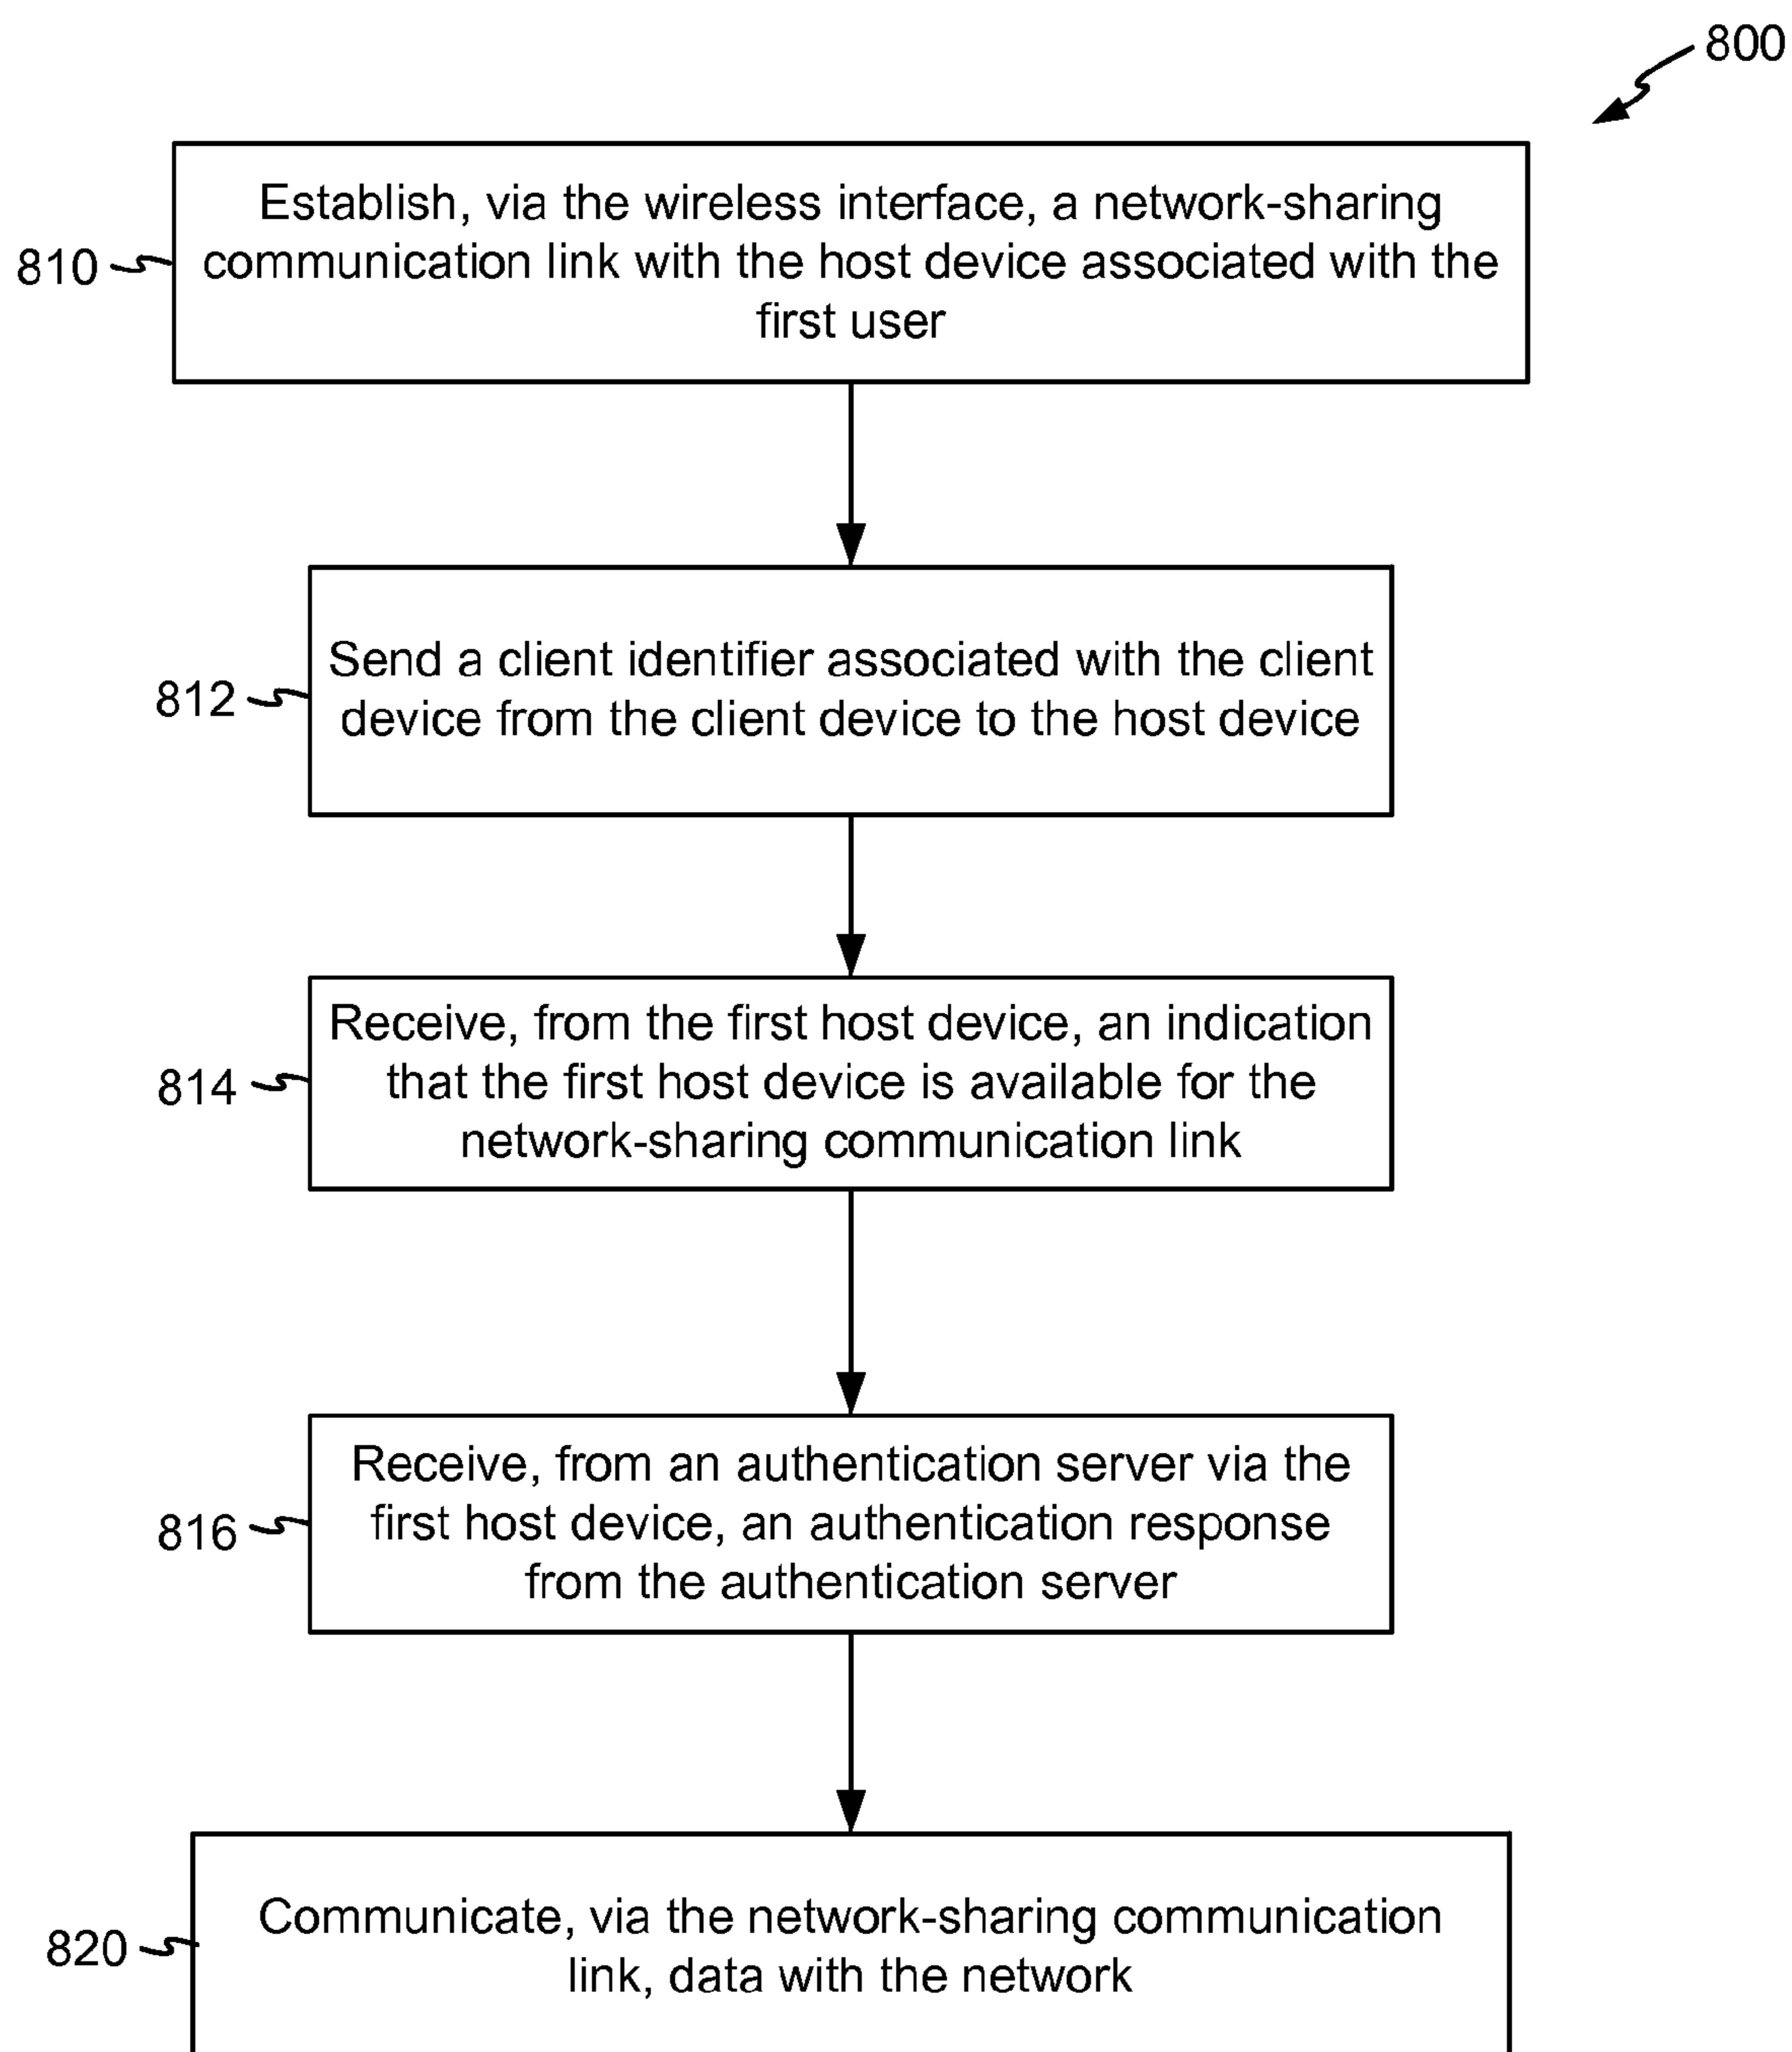 800
810
Establish, via the wireless interface, a network-sharing
communication link with the host device associated with the
first user
812
Send a client identifier associated with the client
device from the client device to the host device
814
Receive, from the first host device, an indication
that the first host device is available for the
network-sharing communication link
816
Receive, from an authentication server via the
first host device, an authentication response
from the authentication server
820
Communicate, via the network-sharing communication
link, data with the network